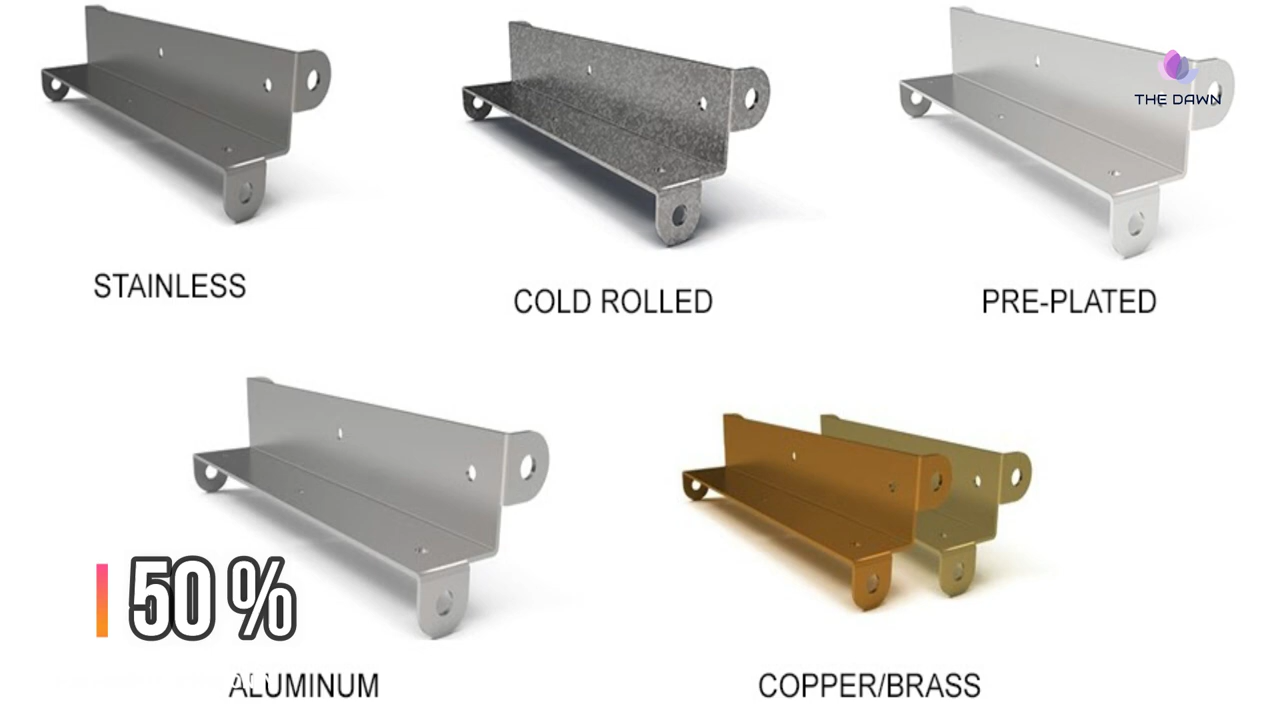 THE DAWN
STAINLESS
COLD ROLLED
PRE-PLATED
50%
ALUMINUM
COPPER/BRASS